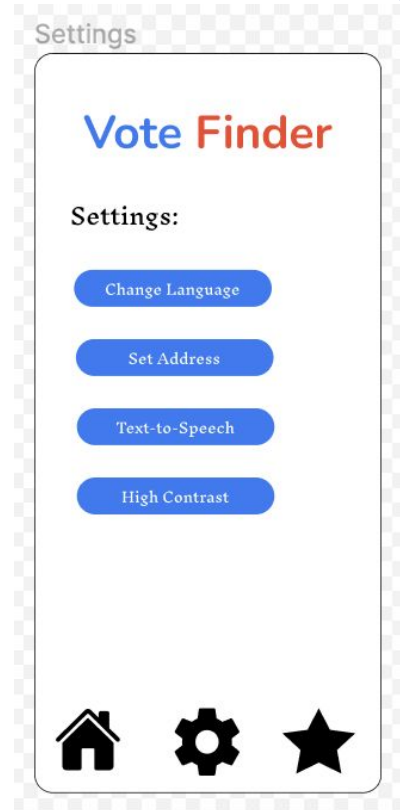 Settings
Vote Finder
Settings:
Change Language
Set Address
Text-to-Speech
High Contrast